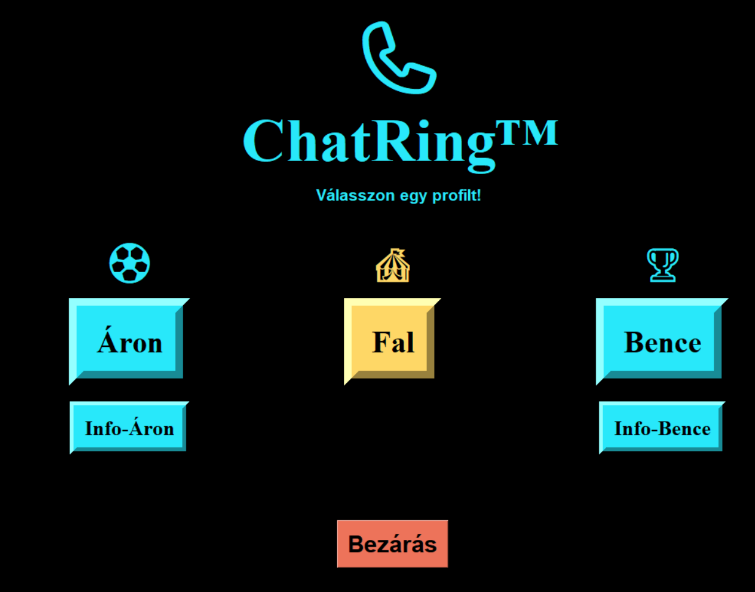 ChatRing™
Válasszon egy profilt!
Áron
Fal
Bence
Info-Áron
Info-Bence
Bezárás